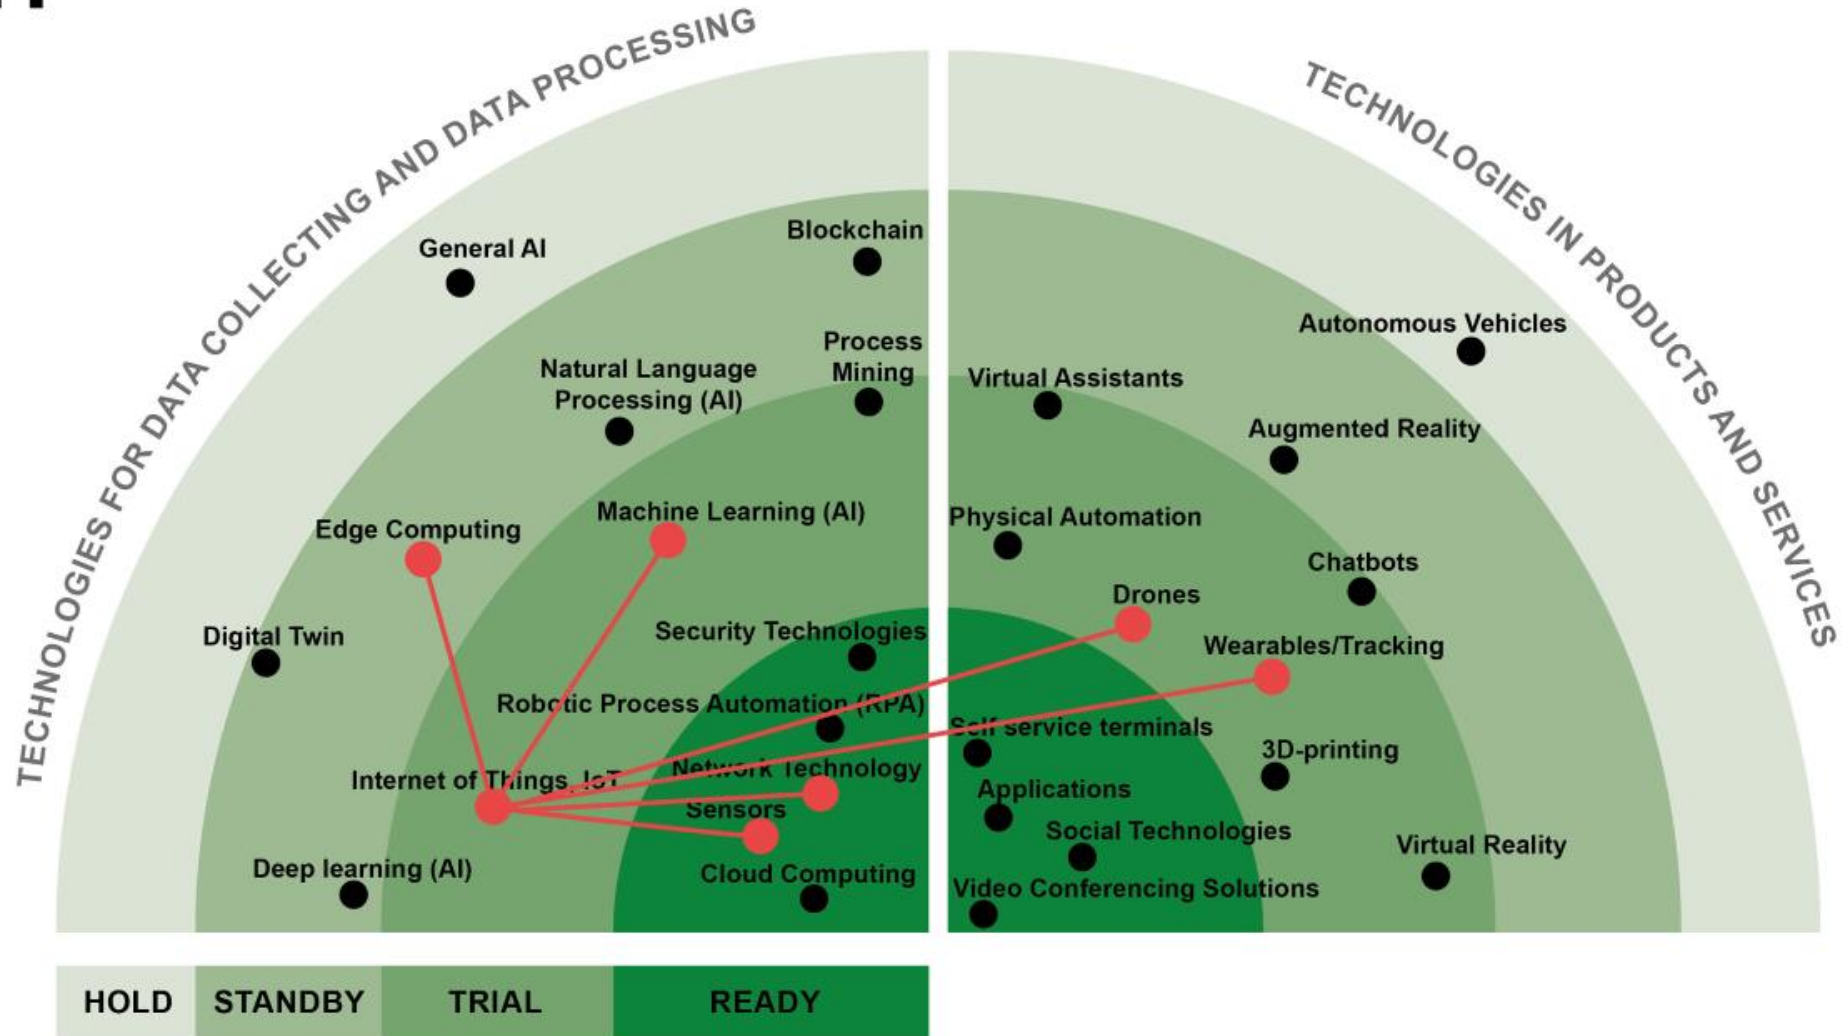 TECHNOLOGIES FOR DATA COLLECTING AND DATA PROCESSING
TECHNOLOGIES IN PRODUCTS AND SERVICES
General AI
Blockchain
Process
Mining
Natural Language
Processing (AI)
Machine Learning (AI)
Edge Computing
Security Technologies
Digital Twin
Robotic Process Automation (RPA)
Internet of Things, IoT
Network Technology
Sensors
Deep learning (AI)
Cloud Computing
Autonomous Vehicles
Virtual Assistants
Augmented Reality
Physical Automation
Chatbots
Drones
Wearables/Tracking
Self service terminals
3D-printing
Applications
Social Technologies
Virtual Reality
Video Conferencing Solutions
HOLD
STANDBY
TRIAL
READY